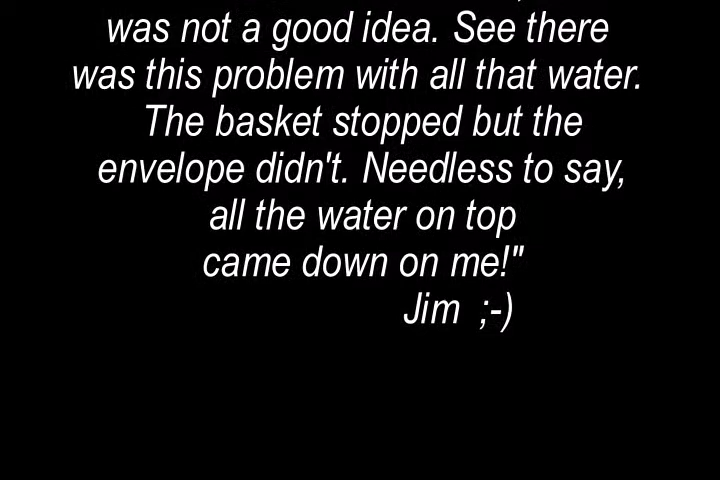 was not a good idea. See there
was this problem with all that water.
The basket stopped but the
envelope didn't. Needless to say,
all the water on top
came down on me!"
Jim ;-)